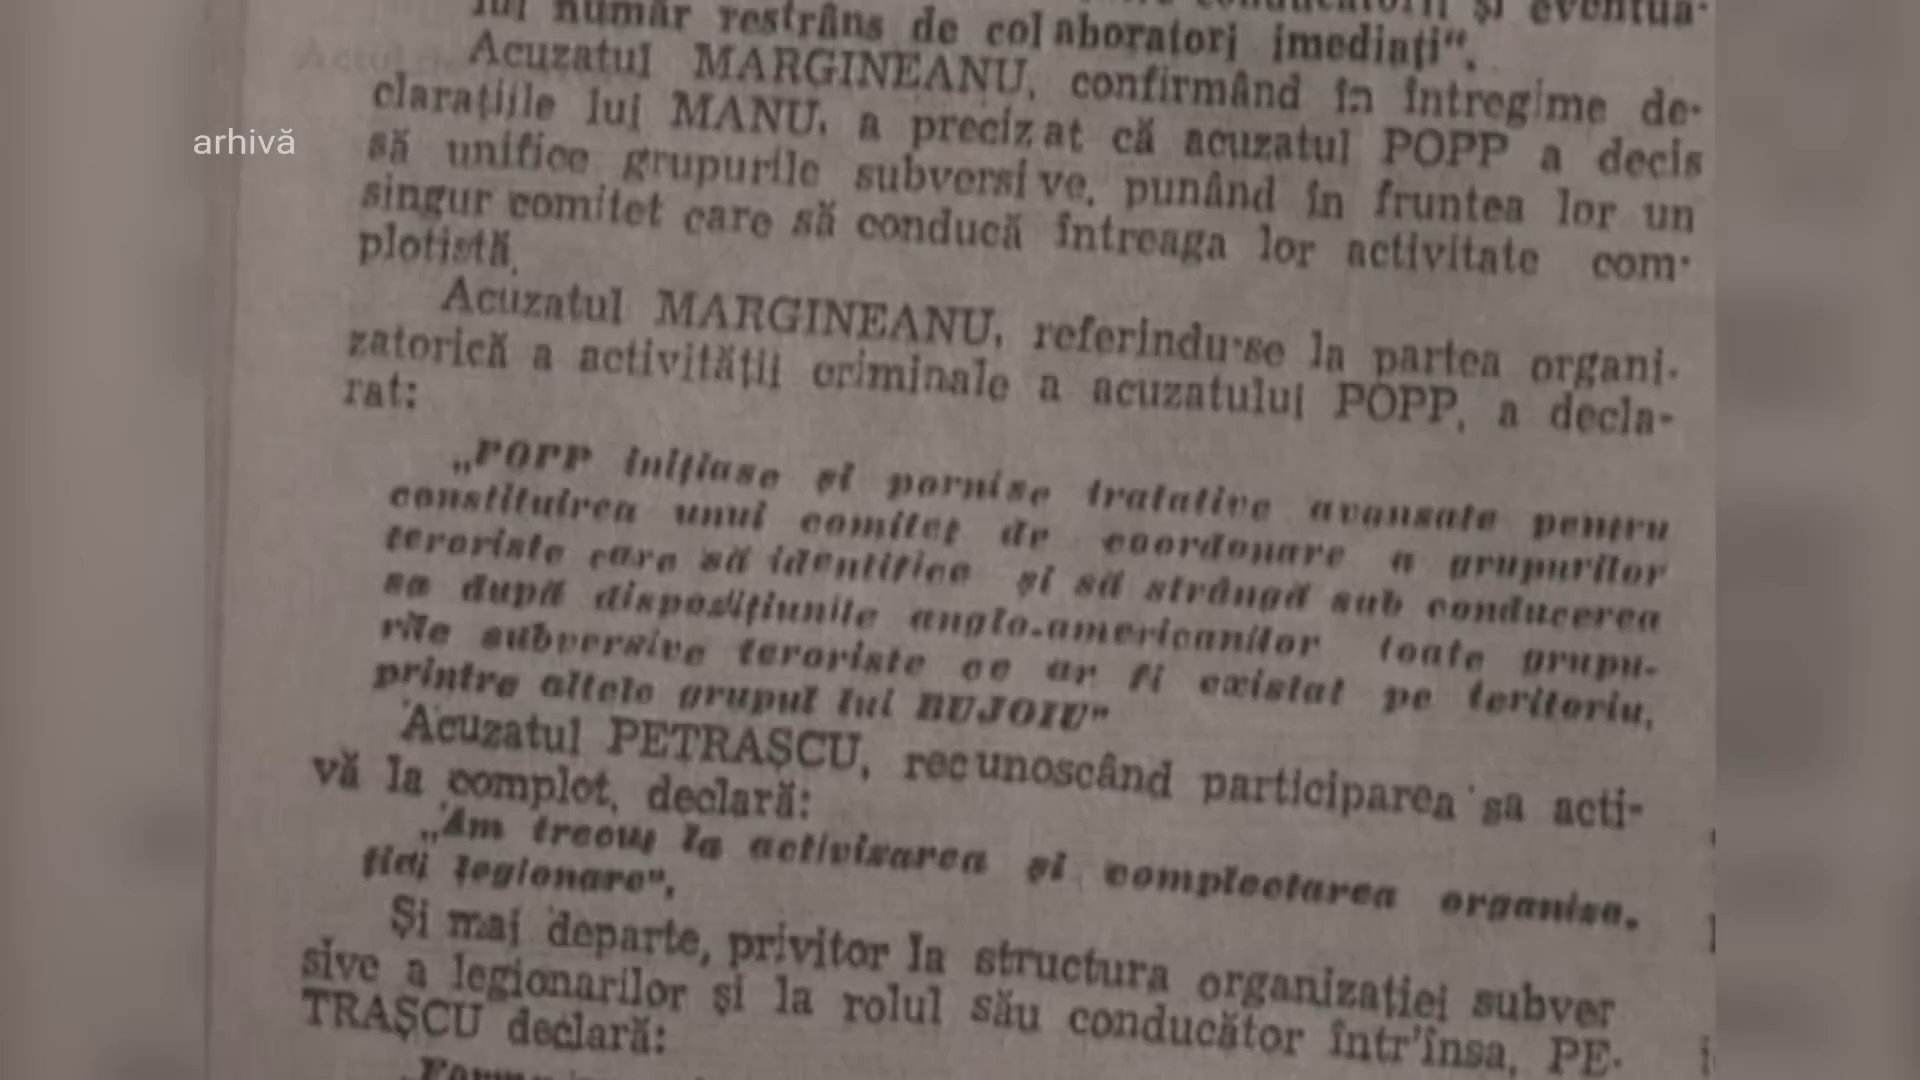 arhivă
și eventua-
lui număr restrâns de colaboratori imediați“.
Acuzatul MARGINEANU, confirmând în întregime de-
clarațiile lui MANU, a precizat că acuzatul POPP a decis
să unifice grupurile subversive, punând în fruntea lor un
singur comitet care să conducă întreaga lor activitate com-
plotistă.
Acuzatul MARGINEANU, referindu-se la partea organi-
zatorică a activității criminale a acuzatului POPP, a decla-
rat:
„POPP inițiase și pornise tratative avansate pentru
constituirea unui comitet de coordonare a grupurilor
teroriste care să identifice și să strângă sub conducerea
sa după dispozițiunile anglo-americanilor toate grupu-
rile subversive teroriste ce ar fi existat pe teritoriu,
printre altele grupul lui BUJOIU”
Acuzatul PETRAȘCU, recunoscând participarea sa acti-
vă la complot, declară:
„Am trecut la activizarea și complectarea organiza-
ției legionare”.
Și mai departe, privitor la structura organizației subver
sive a legionarilor și la rolul său conducător într'însa, PE-
TRAȘCU declară: